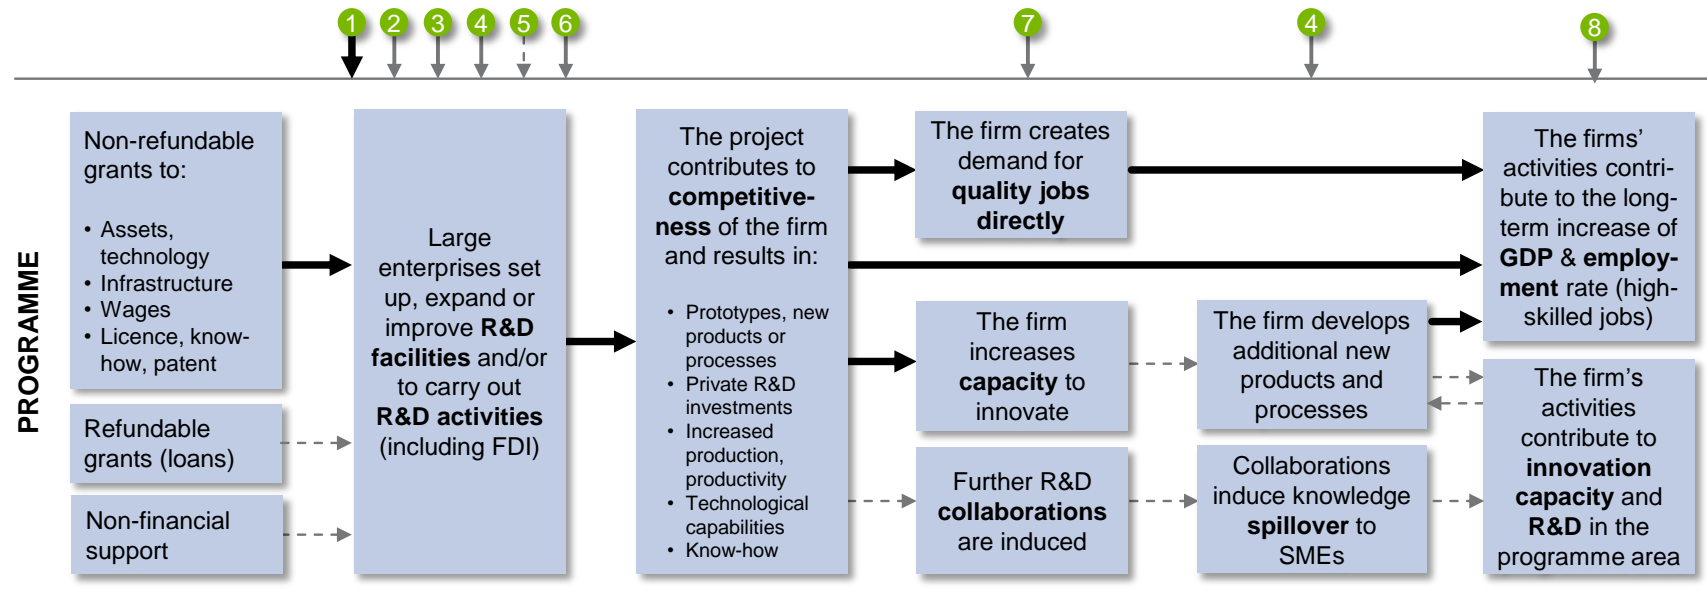 1 2 3 4 5 6 7 4 8
PROGRAMME
Non-refundable
grants to:
• Assets,
technology
• Infrastructure
• Wages
• Licence, know-
how, patent
Refundable
grants (loans)
Non-financial
support
Large
enterprises set
up, expand or
improve R&D
facilities and/or
to carry out
R&D activities
(including FDI)
The project
contributes to
competitive-
ness of the firm
and results in:
• Prototypes, new
products or
processes
• Private R&D
investments
• Increased
production,
productivity
• Technological
capabilities
• Know-how
The firm creates
demand for
quality jobs
directly
The firm
increases
capacity to
innovate
Further R&D
collaborations
are induced
The firm develops
additional new
products and
processes
Collaborations
induce knowledge
spillover to
SMEs
The firms'
activities contri-
bute to the long-
term increase of
GDP & employ-
ment rate (high-
skilled jobs)
The firm's
activities
contribute to
innovation
capacity and
R&D in the
programme area